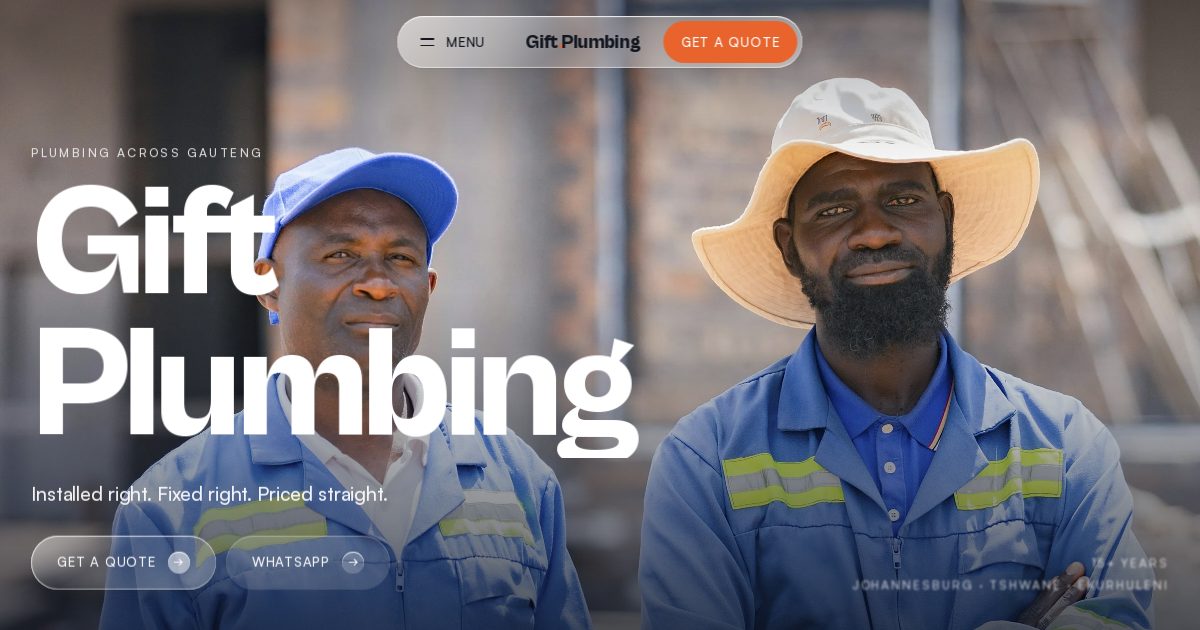 MENU
Gift Plumbing
GET A QUOTE
PLUMBING ACROSS GAUTENG
Gift
Plumbing
Installed right. Fixed right. Priced straight.
GET A QUOTE
WHATSAPP
15+ YEARS
JOHANNESBURG · TSHWANE · EKURHULENI